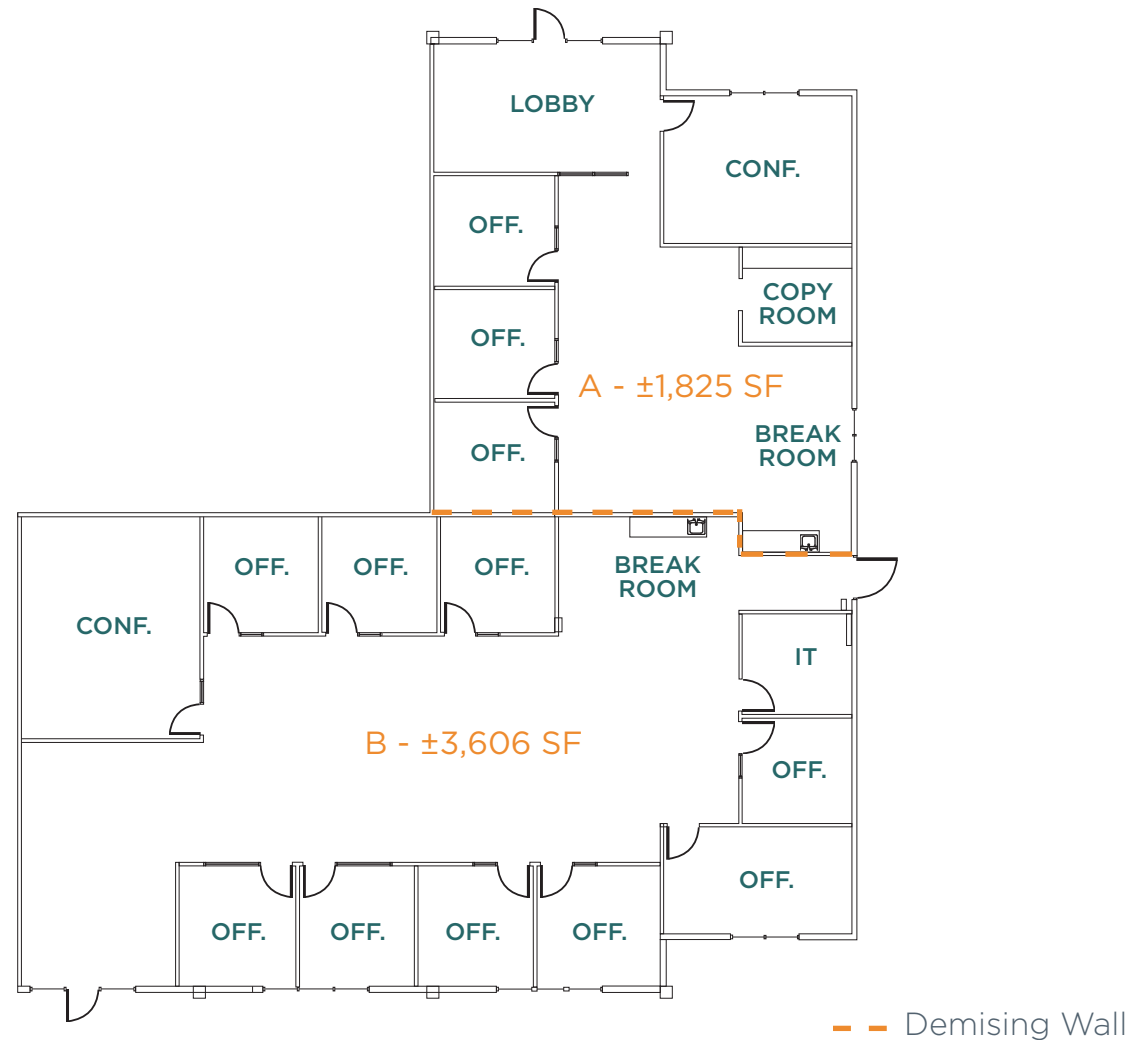 LOBBY
CONF.
OFF.
COPY
ROOM
OFF.
A - ±1,825 SF
BREAK
ROOM
OFF.
BREAK
ROOM
OFF.
OFF.
OFF.
CONF.
IT
B - ±3,606 SF
OFF.
OFF.
OFF.
OFF.
OFF.
OFF.
Demising Wall